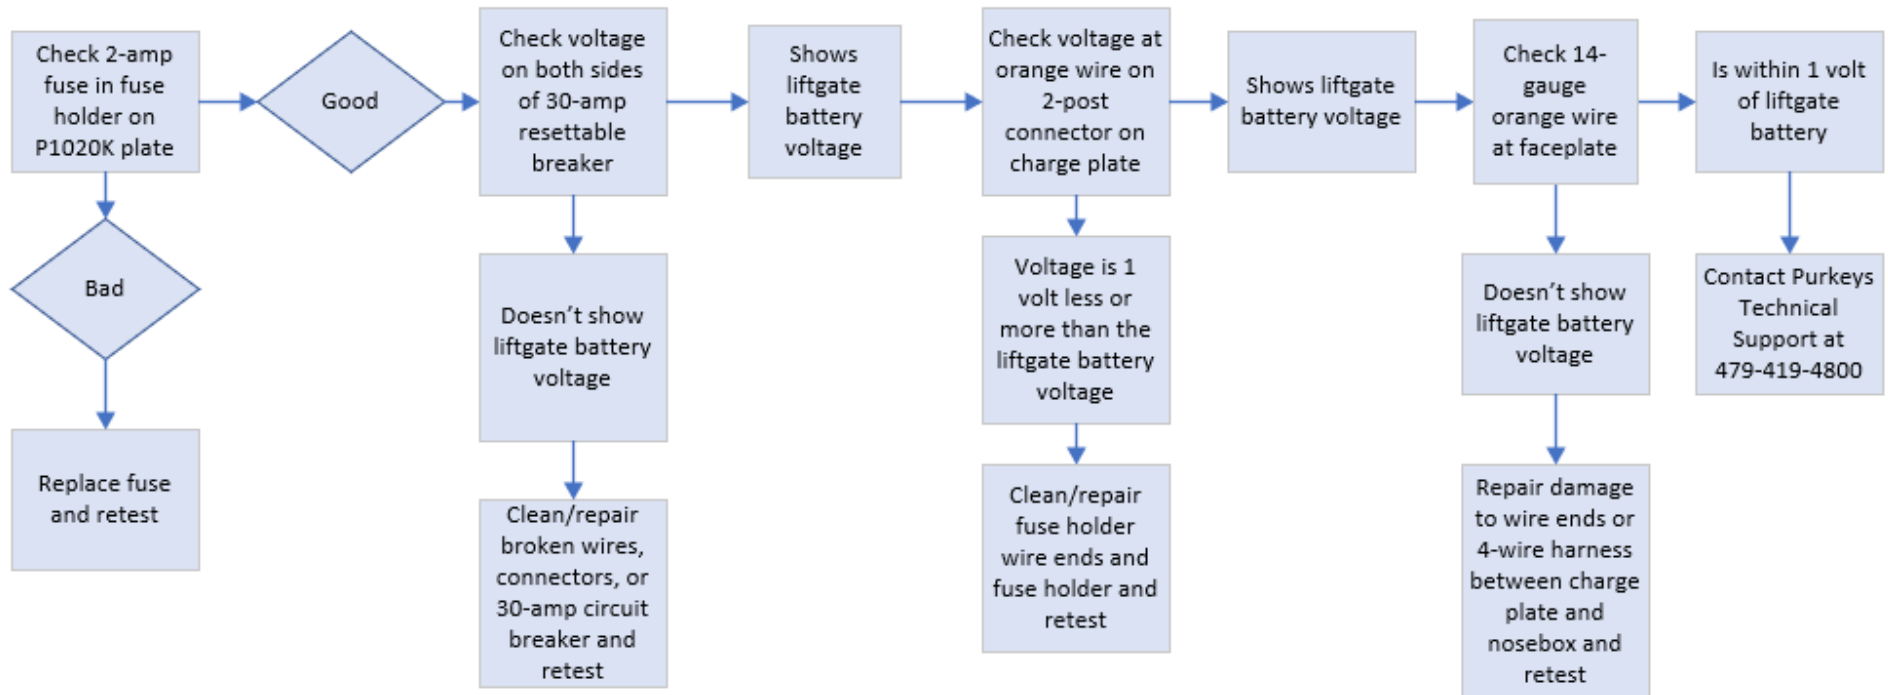 Check 2-amp
fuse in fuse
holder on
P1020K plate
Good
Check voltage
on both sides
of 30-amp
resettable
breaker
Shows
liftgate
battery
voltage
Check voltage at
orange wire on
2-post
connector on
charge plate
Shows liftgate
battery voltage
Check 14-
gauge
orange wire
at faceplate
Is within 1 volt
of liftgate
battery
Bad
Doesn’t show
liftgate battery
voltage
Voltage is 1
volt less or
more than the
liftgate battery
voltage
Doesn’t show
liftgate battery
voltage
Contact Purkeys
Technical
Support at
479-419-4800
Replace fuse
and retest
Clean/repair
broken wires,
connectors, or
30-amp circuit
breaker and
retest
Clean/repair
fuse holder
wire ends and
fuse holder and
retest
Repair damage
to wire ends or
4-wire harness
between charge
plate and
nosebox and
retest